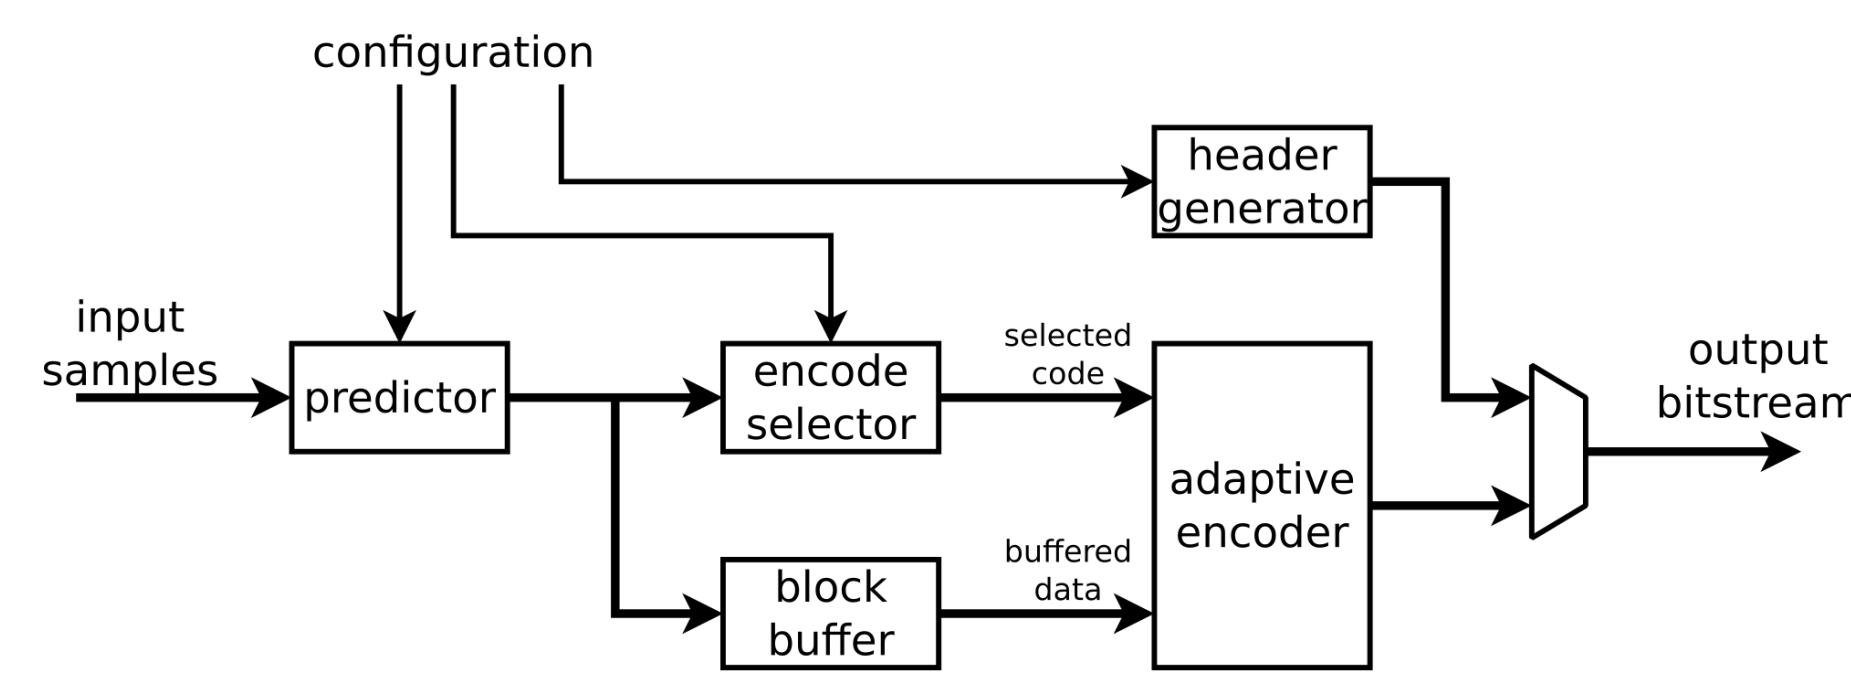 configuration
header
generator
input
samples
predictor
encode
selector
selected
code
adaptive
encoder
output
bitstream
block
buffer
buffered
data